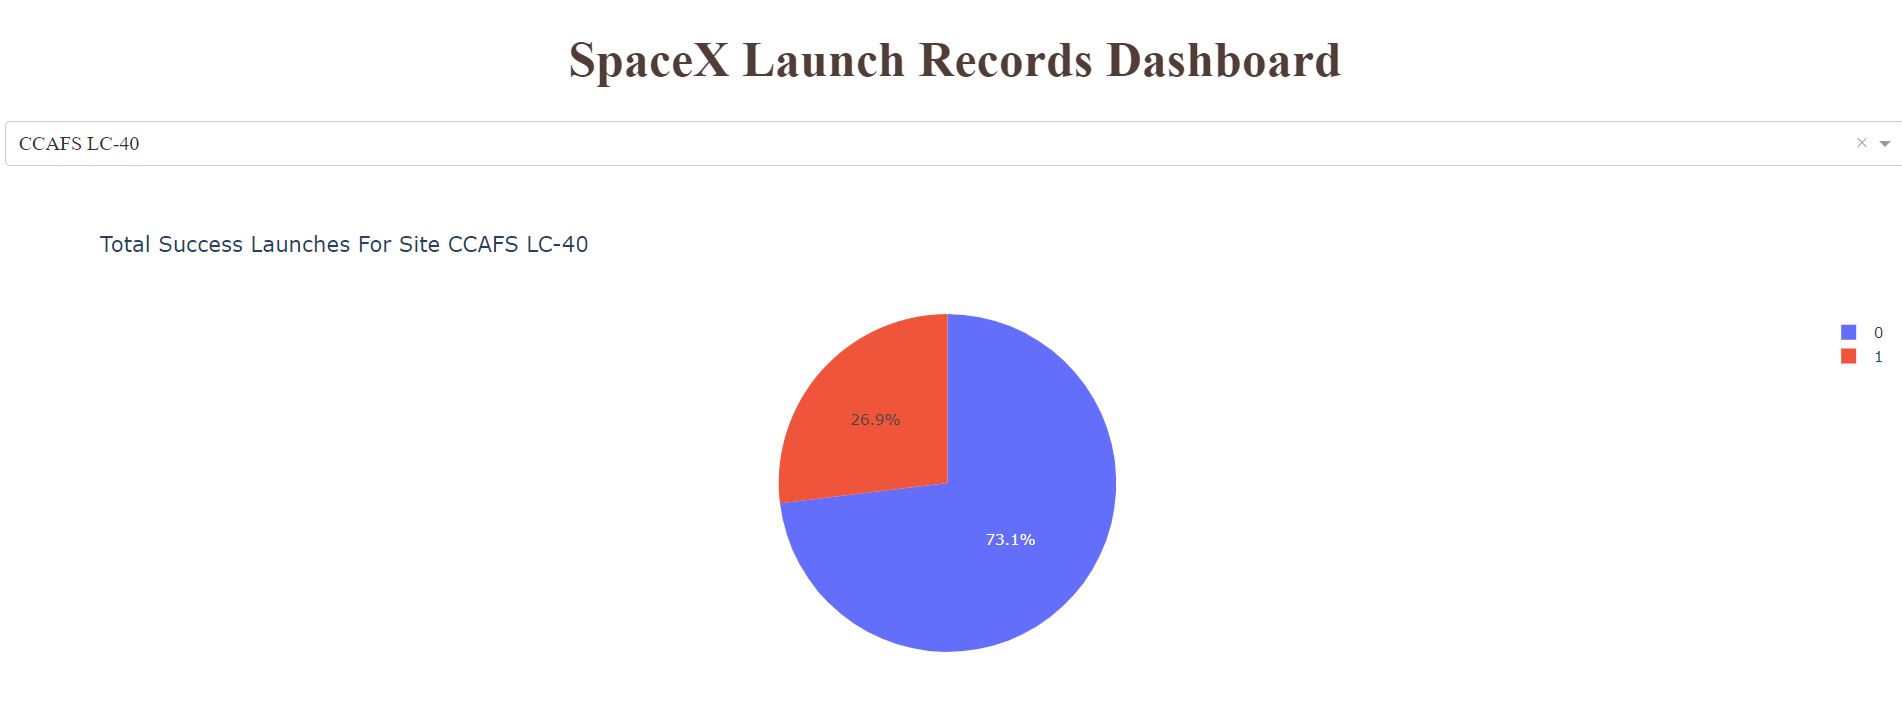 SpaceX Launch Records Dashboard
CCAFS LC-40
Total Success Launches For Site CCAFS LC-40
0
1
26.9%
73.1%